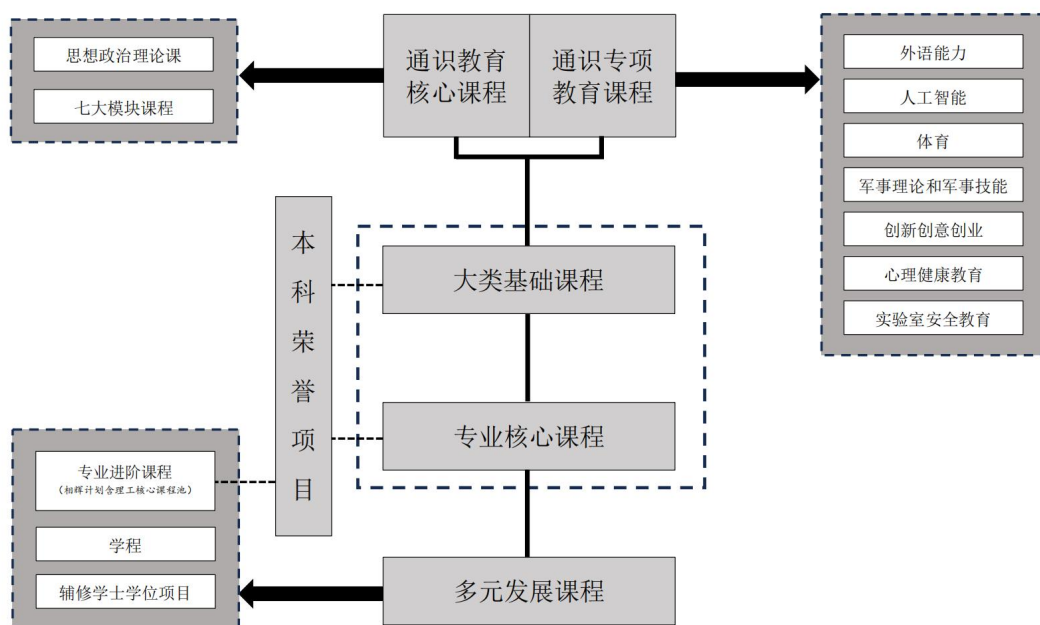 思想政治理论课
七大模块课程
通识教育
核心课程
通识专项
教育课程
外语能力
人工智能
体育
军事理论和军事技能
创新创意创业
心理健康教育
实验室安全教育
本
科
荣
誉
项
目
大类基础课程
专业核心课程
专业进阶课程
（相辉计划含理工核心课程池）
学程
辅修学士学位项目
多元发展课程